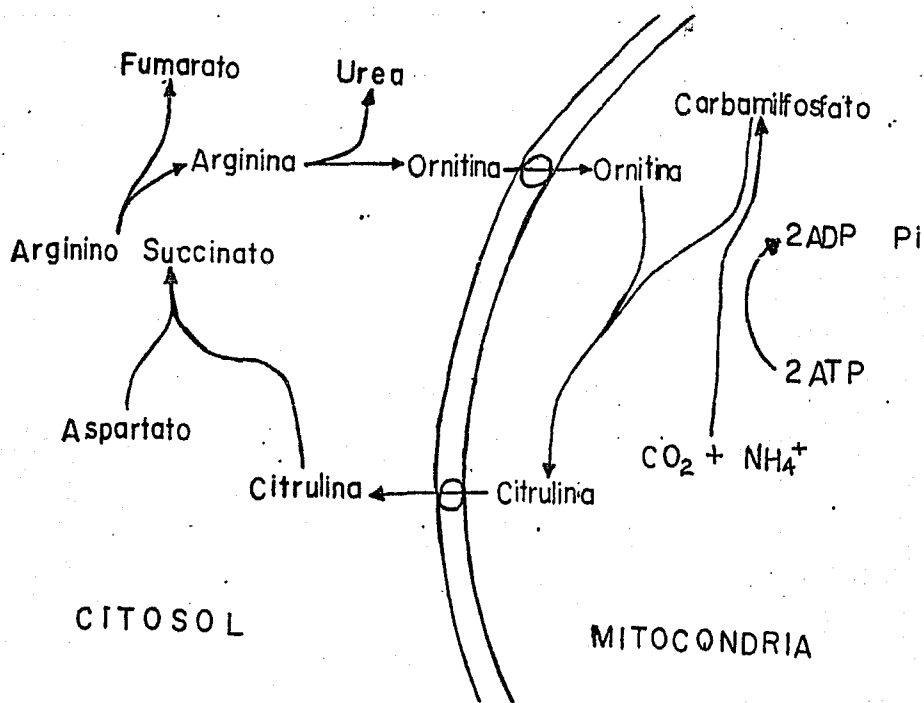 Fumarato
Urea
Carbamilfosfato
Arginina
Ornitina
Ornitina
Arginino Succinato
2ADP Pi
2ATP
Aspartato
CO₂ + NH₄⁺
Citrulina
Citrulina
CITOSOL
MITOCONDRIA